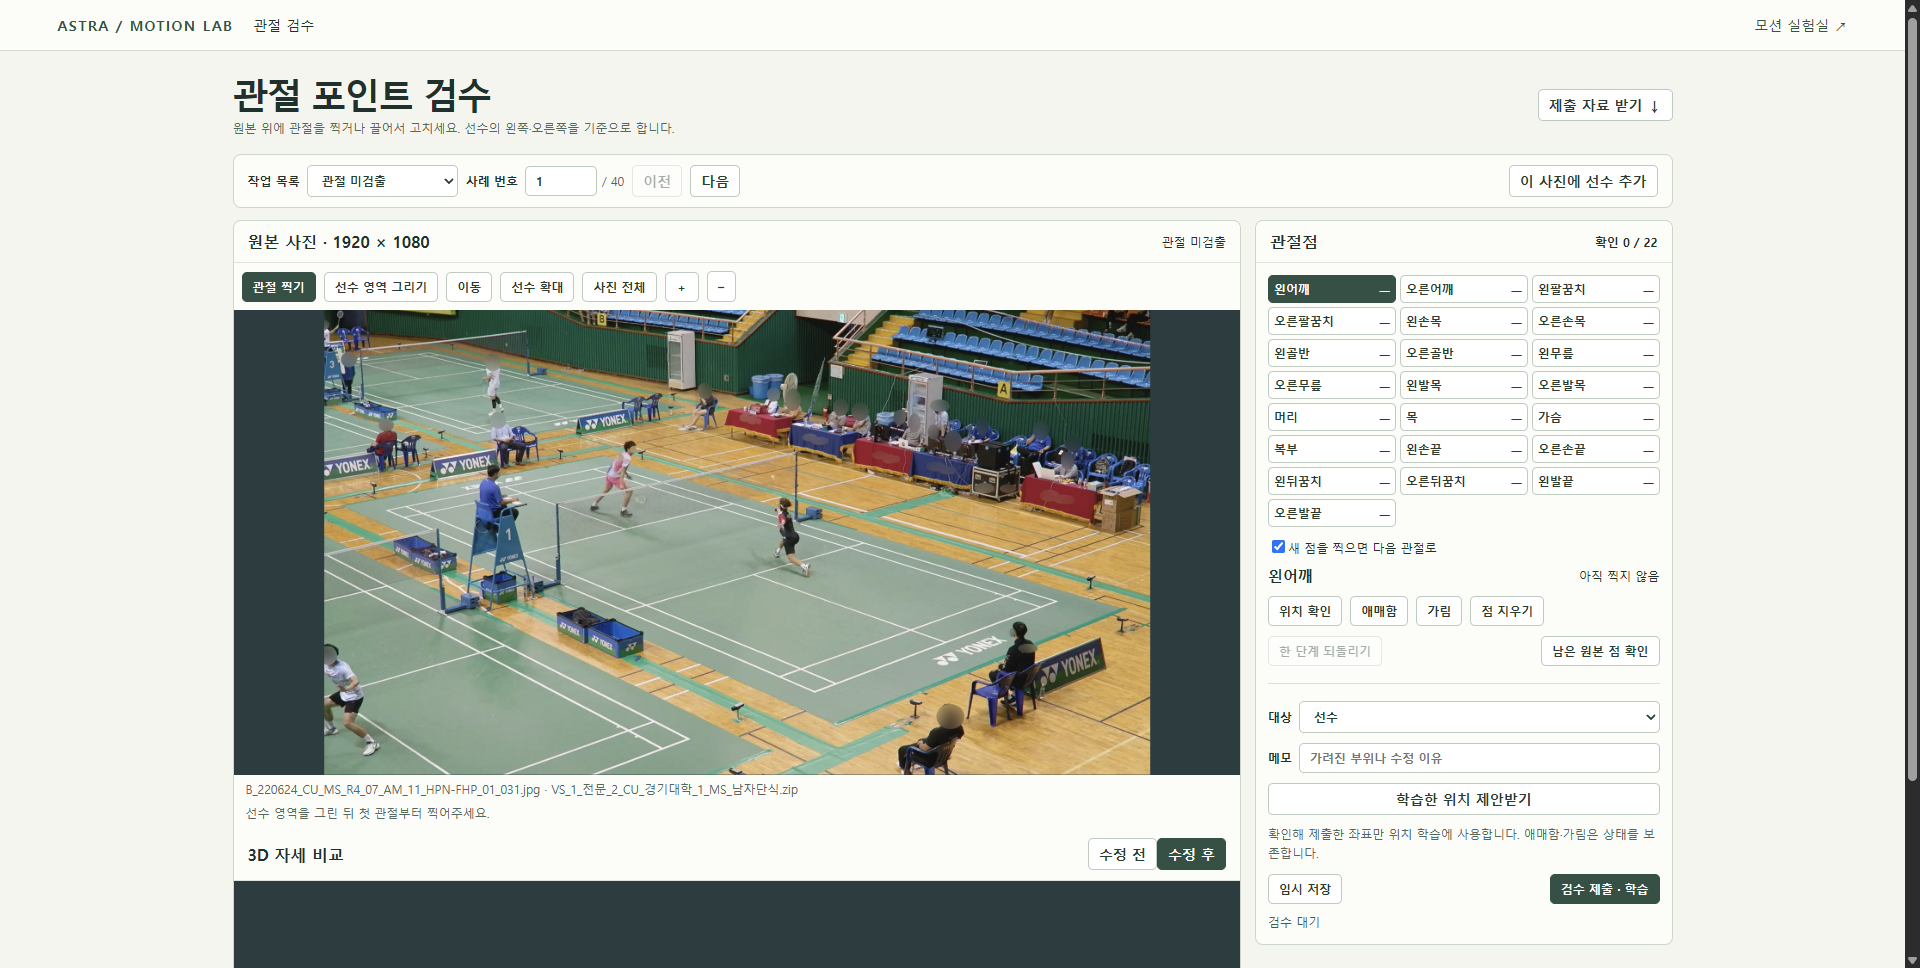 ASTRA / MOTION LAB 관절 검수 모션 실험실 ↗
관절 포인트 검수
원본 위에 관절을 찍거나 끌어서 고치세요. 선수의 왼쪽·오른쪽을 기준으로 합니다.
제출 자료 받기 ↓
작업 목록 관절 미검출 사례 번호 1 / 40 이전 다음 이 사진에 선수 추가
원본 사진 · 1920 × 1080 관절 미검출
관절 찍기 선수 영역 그리기 이동 선수 확대 사진 전체 + −
B
A
3
YONEX
YONEX
YONEX
1
YONEX
YONEX
B_220624_CU_MS_R4_07_AM_11_HPN-FHP_01_031.jpg · VS_1_전문_2_CU_경기대학_1_MS_남자단식.zip
선수 영역을 그린 뒤 첫 관절부터 찍어주세요.
3D 자세 비교 수정 전 수정 후
관절점 확인 0 / 22
왼어깨 — 오른어깨 — 왼팔꿈치 —
오른팔꿈치 — 왼손목 — 오른손목 —
왼골반 — 오른골반 — 왼무릎 —
오른무릎 — 왼발목 — 오른발목 —
머리 — 목 — 가슴 —
복부 — 왼손끝 — 오른손끝 —
왼뒤꿈치 — 오른뒤꿈치 — 왼발끝 —
오른발끝 —
새 점을 찍으면 다음 관절로
왼어깨 아직 찍지 않음
위치 확인 애매함 가림 점 지우기
한 단계 되돌리기 남은 원본 점 확인
대상 선수
메모 가려진 부위나 수정 이유
학습한 위치 제안받기
확인해 제출한 좌표만 위치 학습에 사용합니다. 애매함·가림은 상태를 보
존합니다.
임시 저장 검수 제출 · 학습
검수 대기